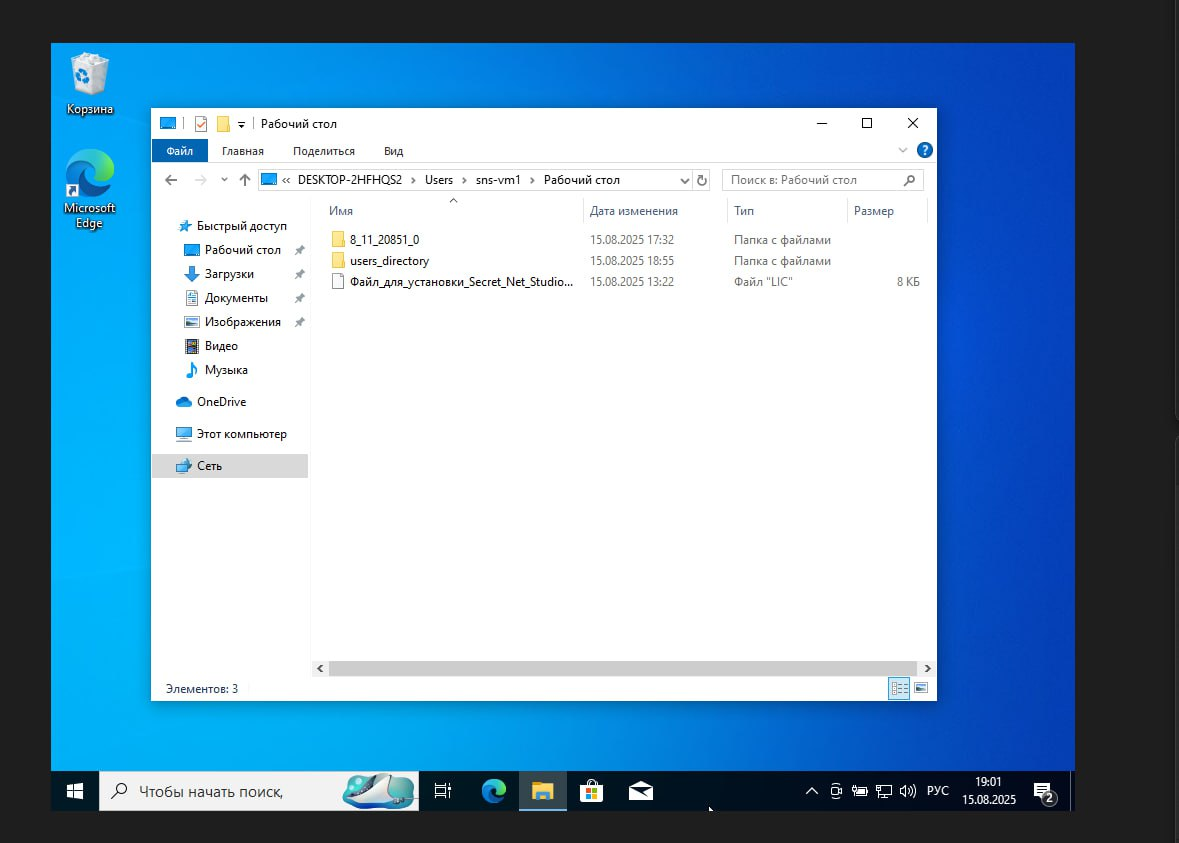 Корзина
Microsoft
Edge
Рабочий стол
Файл
Главная
Поделиться
Вид
?
« DESKTOP-2HFHQS2 › Users › sns-vm1 › Рабочий стол
Поиск в: Рабочий стол
Имя
Дата изменения
Тип
Размер
Быстрый доступ
Рабочий стол
Загрузки
Документы
Изображения
Видео
Музыка
OneDrive
Этот компьютер
Сеть
8_11_20851_0 15.08.2025 17:32 Папка с файлами
users_directory 15.08.2025 18:55 Папка с файлами
Файл_для_установки_Secret_Net_Studio... 15.08.2025 13:22 Файл "LIC" 8 КБ
Элементов: 3
Чтобы начать поиск,
РУС
19:01
15.08.2025
2